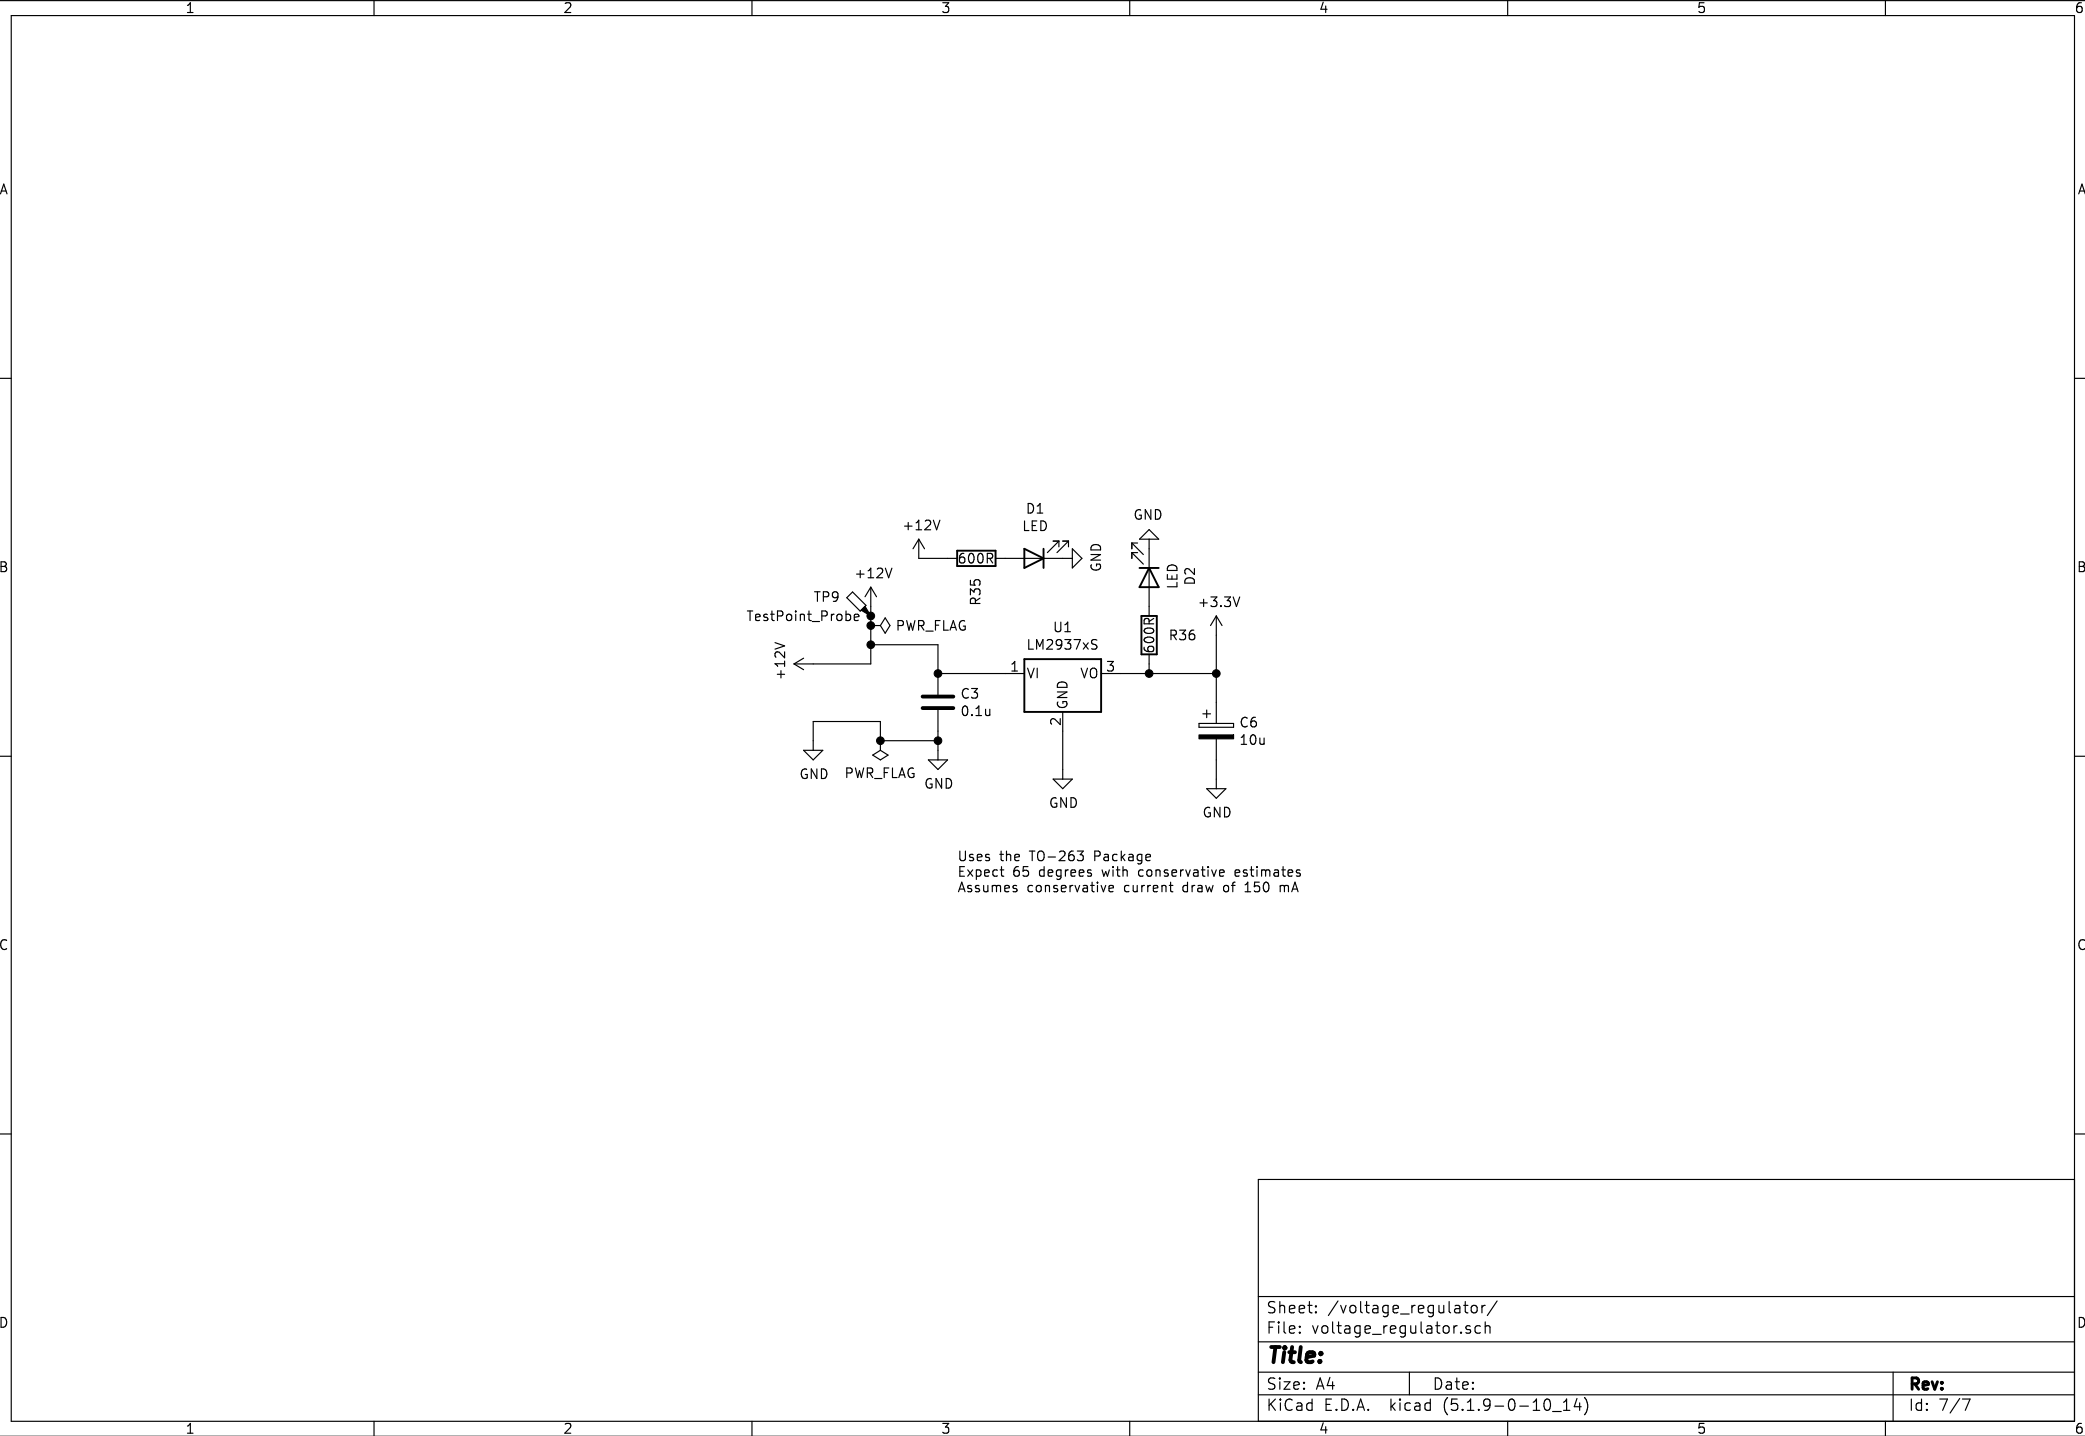 1 2 3 4 5 6
A A
D1
LED
GND
+12V
600R
GND
R35
LED
D2
B B
+12V
TP9
TestPoint_Probe
PWR_FLAG
+12V
+3.3V
600R
R36
U1
LM2937xS
1 VI VO 3
GND
2
C3
0.1u
+
C6
10u
GND
PWR_FLAG
GND
GND
GND
Uses the TO-263 Package
Expect 65 degrees with conservative estimates
Assumes conservative current draw of 150 mA
C C
D D
Sheet: /voltage_regulator/
File: voltage_regulator.sch
Title:
Size: A4 Date: Rev:
KiCad E.D.A. kicad (5.1.9-0-10_14) Id: 7/7
1 2 3 4 5 6